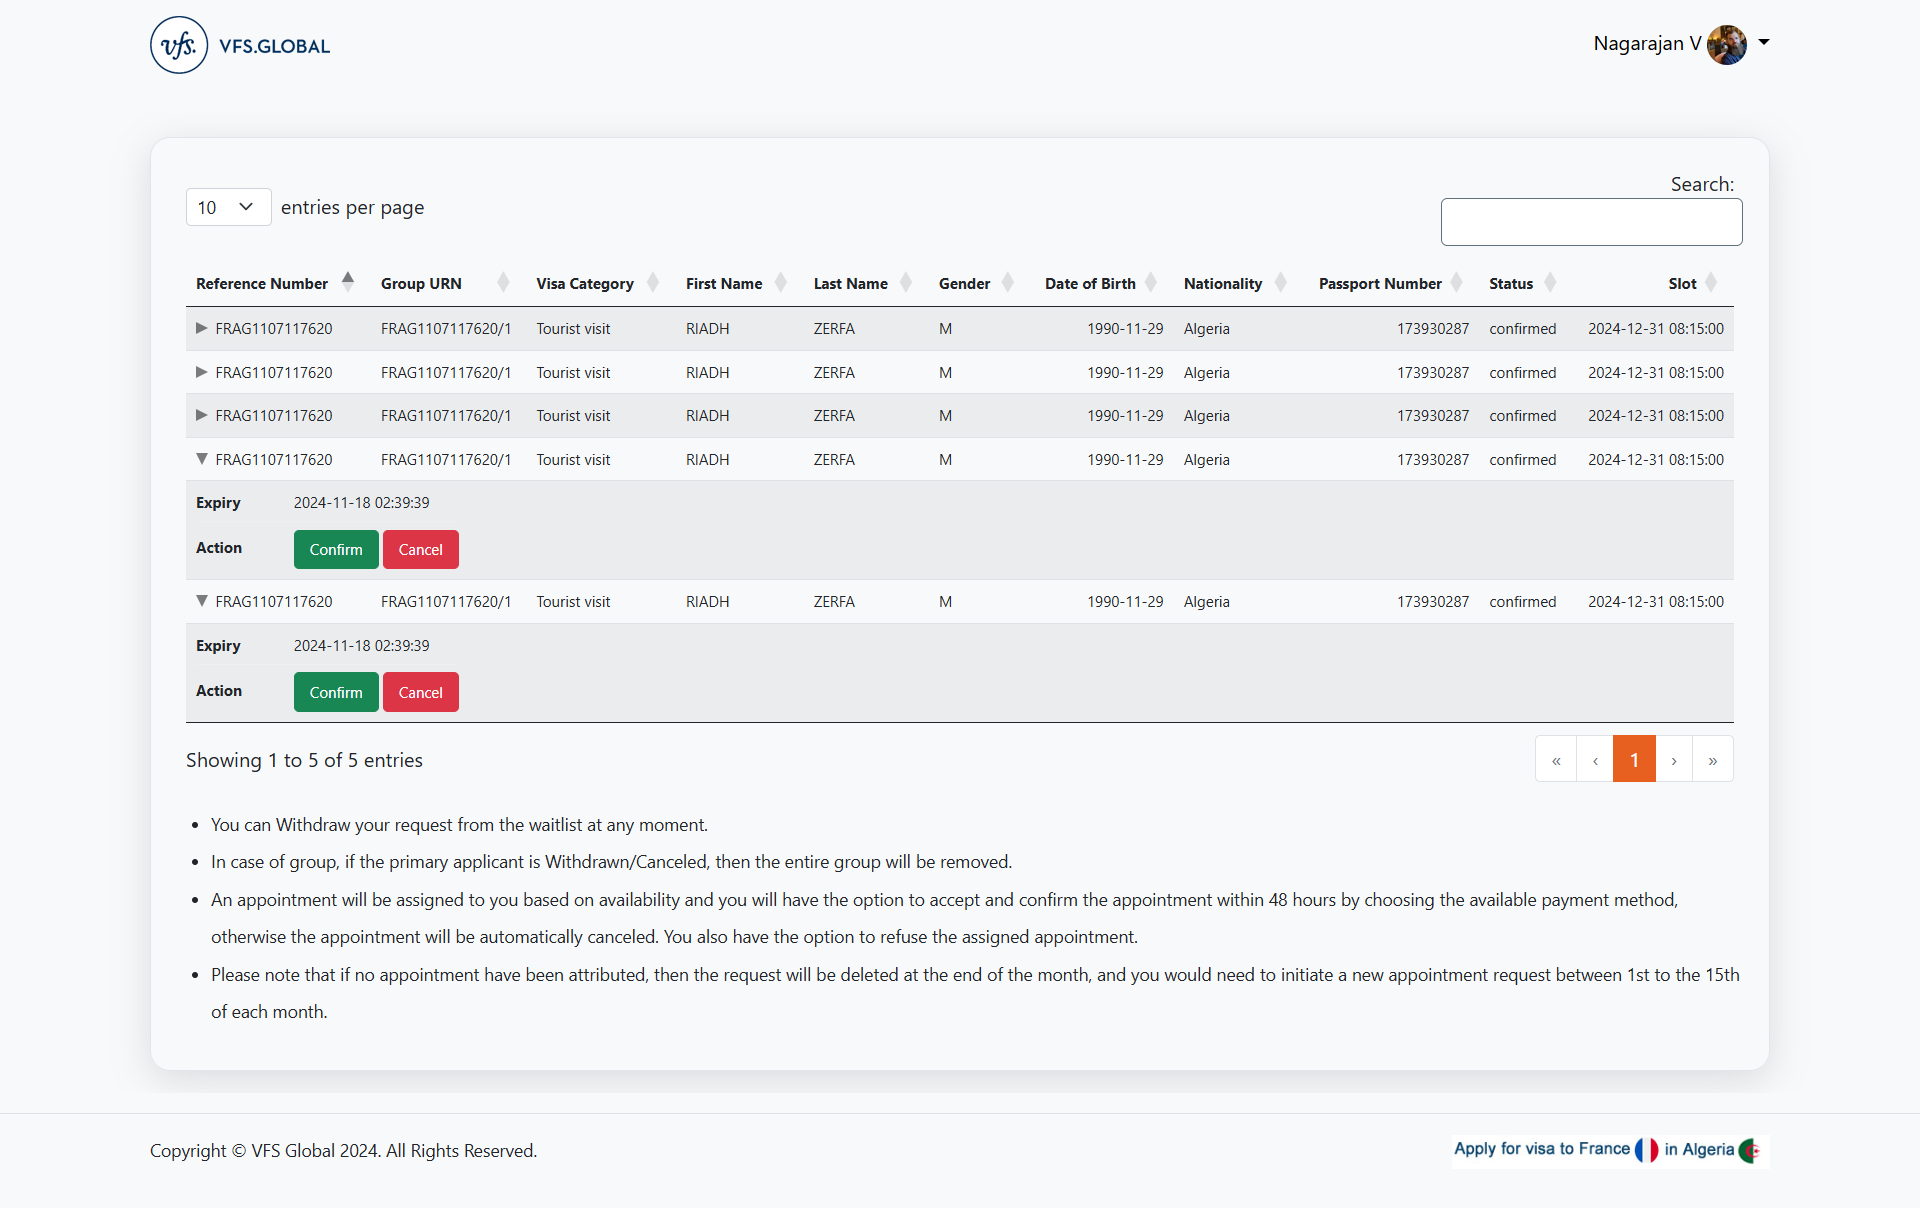 vfs. VFS.GLOBAL
Nagarajan V
Search:
10 entries per page
Reference Number Group URN Visa Category First Name Last Name Gender Date of Birth Nationality Passport Number Status Slot
FRAG1107117620 FRAG1107117620/1 Tourist visit RIADH ZERFA M 1990-11-29 Algeria 173930287 confirmed 2024-12-31 08:15:00
FRAG1107117620 FRAG1107117620/1 Tourist visit RIADH ZERFA M 1990-11-29 Algeria 173930287 confirmed 2024-12-31 08:15:00
FRAG1107117620 FRAG1107117620/1 Tourist visit RIADH ZERFA M 1990-11-29 Algeria 173930287 confirmed 2024-12-31 08:15:00
FRAG1107117620 FRAG1107117620/1 Tourist visit RIADH ZERFA M 1990-11-29 Algeria 173930287 confirmed 2024-12-31 08:15:00
Expiry 2024-11-18 02:39:39
Action Confirm Cancel
FRAG1107117620 FRAG1107117620/1 Tourist visit RIADH ZERFA M 1990-11-29 Algeria 173930287 confirmed 2024-12-31 08:15:00
Expiry 2024-11-18 02:39:39
Action Confirm Cancel
Showing 1 to 5 of 5 entries
« ‹ 1 › »
• You can Withdraw your request from the waitlist at any moment.
• In case of group, if the primary applicant is Withdrawn/Canceled, then the entire group will be removed.
• An appointment will be assigned to you based on availability and you will have the option to accept and confirm the appointment within 48 hours by choosing the available payment method,
otherwise the appointment will be automatically canceled. You also have the option to refuse the assigned appointment.
• Please note that if no appointment have been attributed, then the request will be deleted at the end of the month, and you would need to initiate a new appointment request between 1st to the 15th
of each month.
Copyright © VFS Global 2024. All Rights Reserved.
Apply for visa to France in Algeria